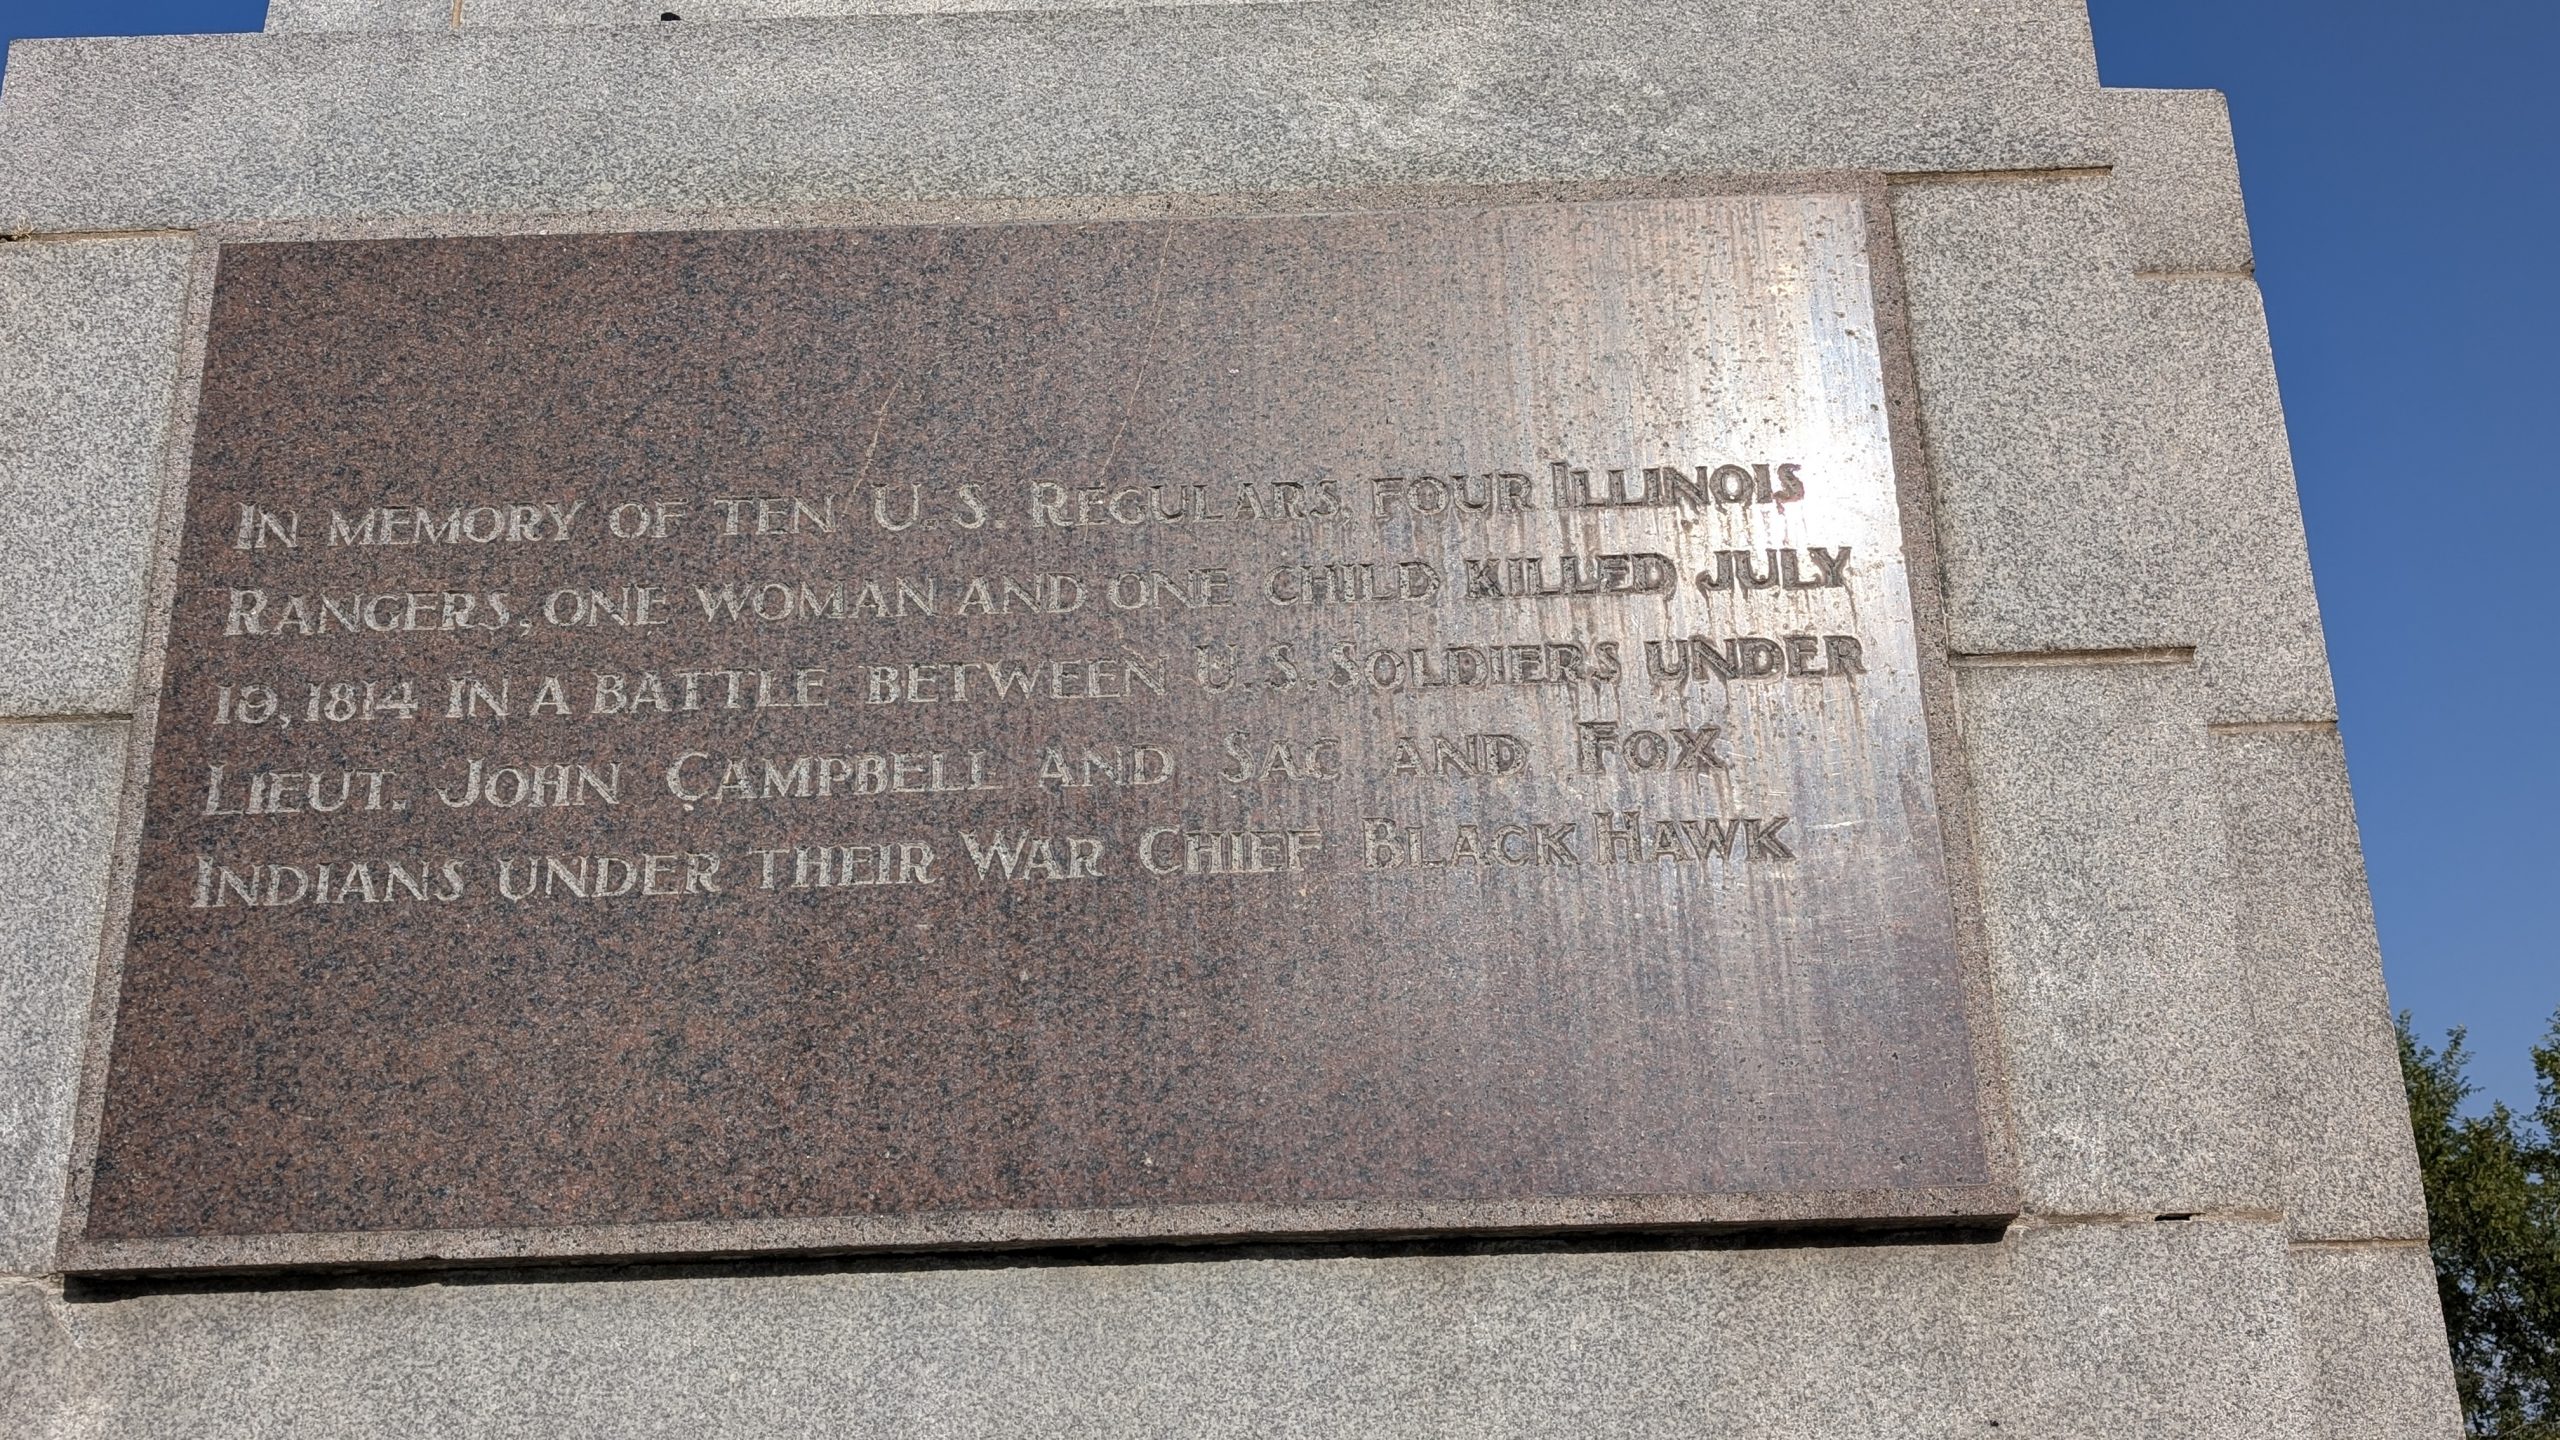 IN MEMORY OF TEN U.S. REGULARS, FOUR ILLINOIS
RANGERS, ONE WOMAN AND ONE CHILD KILLED JULY
19, 1814 IN A BATTLE BETWEEN U.S. SOLDIERS UNDER
LIEUT. JOHN CAMPBELL AND SAC AND FOX
INDIANS UNDER THEIR WAR CHIEF BLACK HAWK